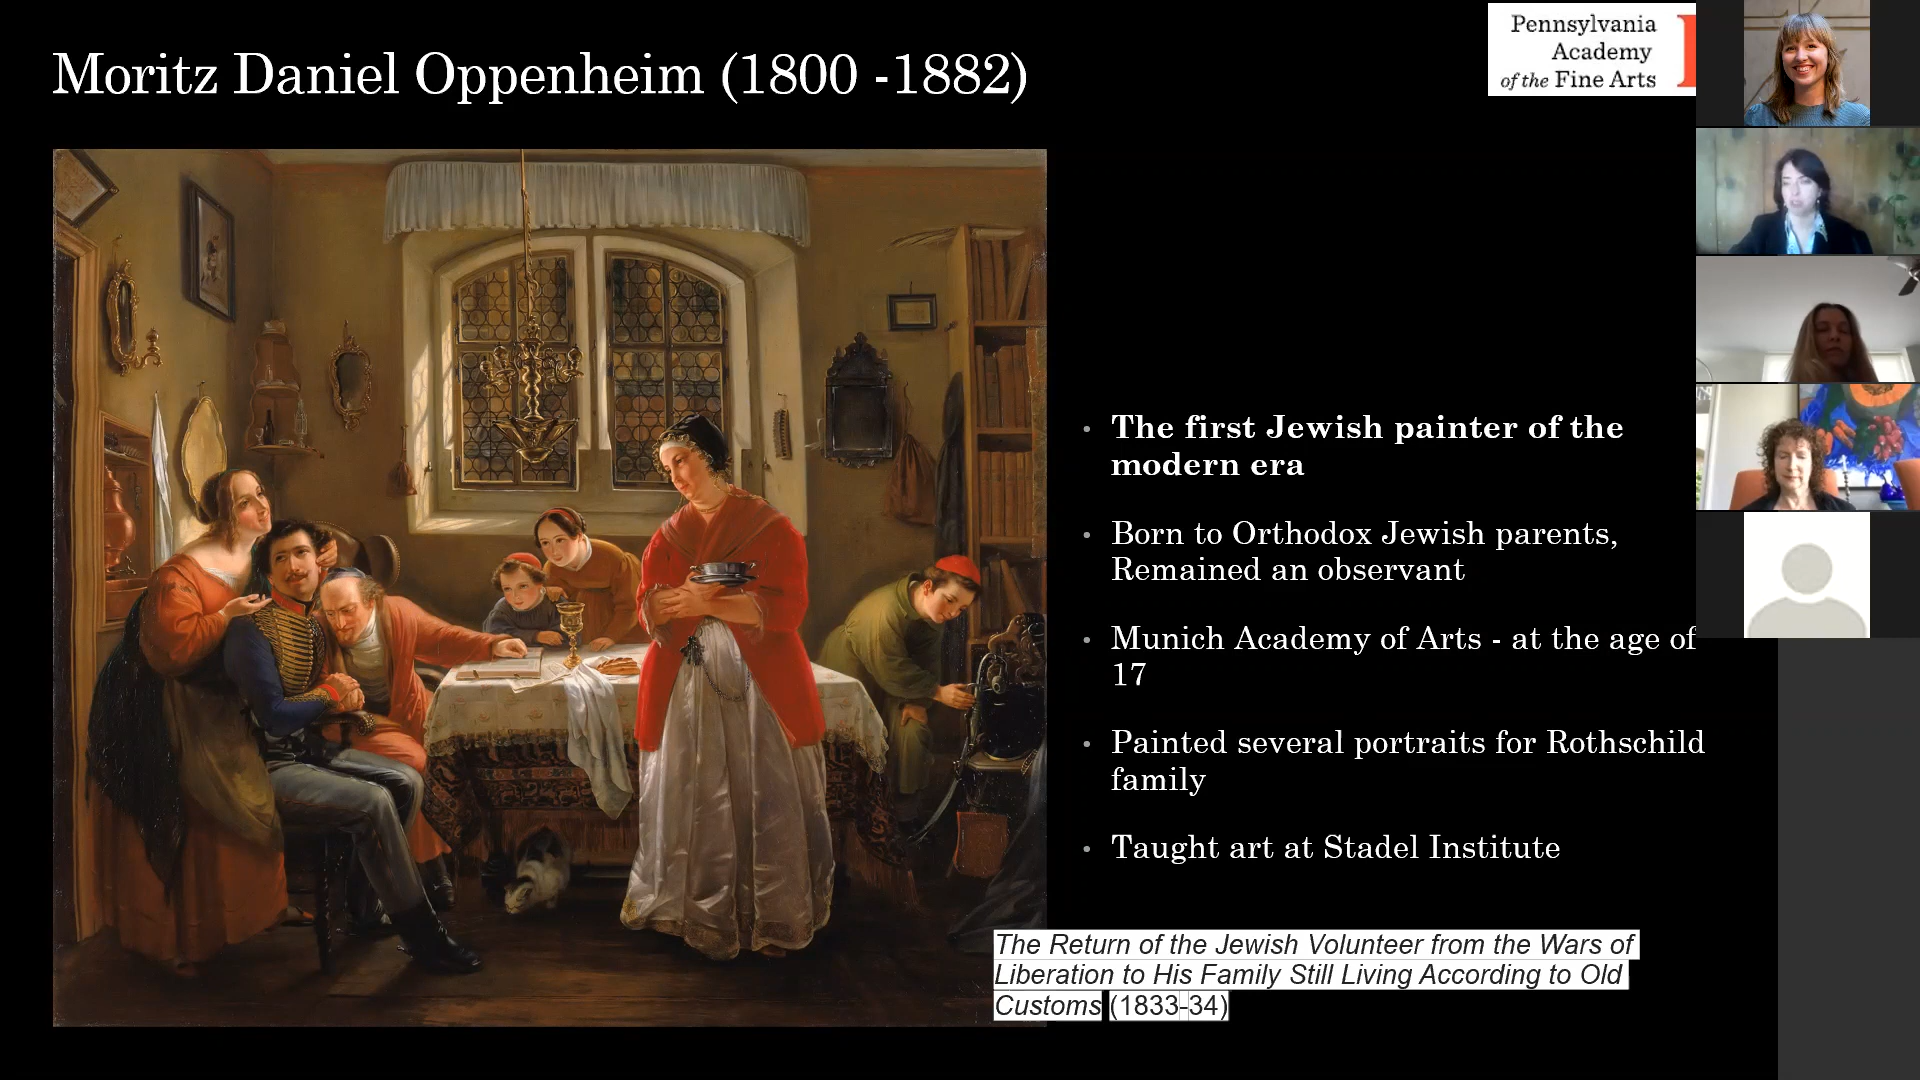 Moritz Daniel Oppenheim (1800 -1882)
Pennsylvania
Academy
of the Fine Arts
The first Jewish painter of the
modern era
Born to Orthodox Jewish parents,
Remained an observant
Munich Academy of Arts - at the age of
17
Painted several portraits for Rothschild
family
Taught art at Stadel Institute
The Return of the Jewish Volunteer from the Wars of
Liberation to His Family Still Living According to Old
Customs (1833-34)